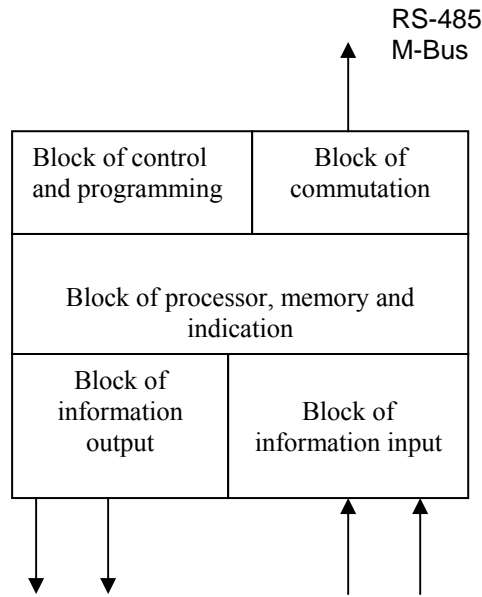 RS-485
M-Bus
Block of control
and programming
Block of
commutation
Block of processor, memory and
indication
Block of
information
output
Block of
information input